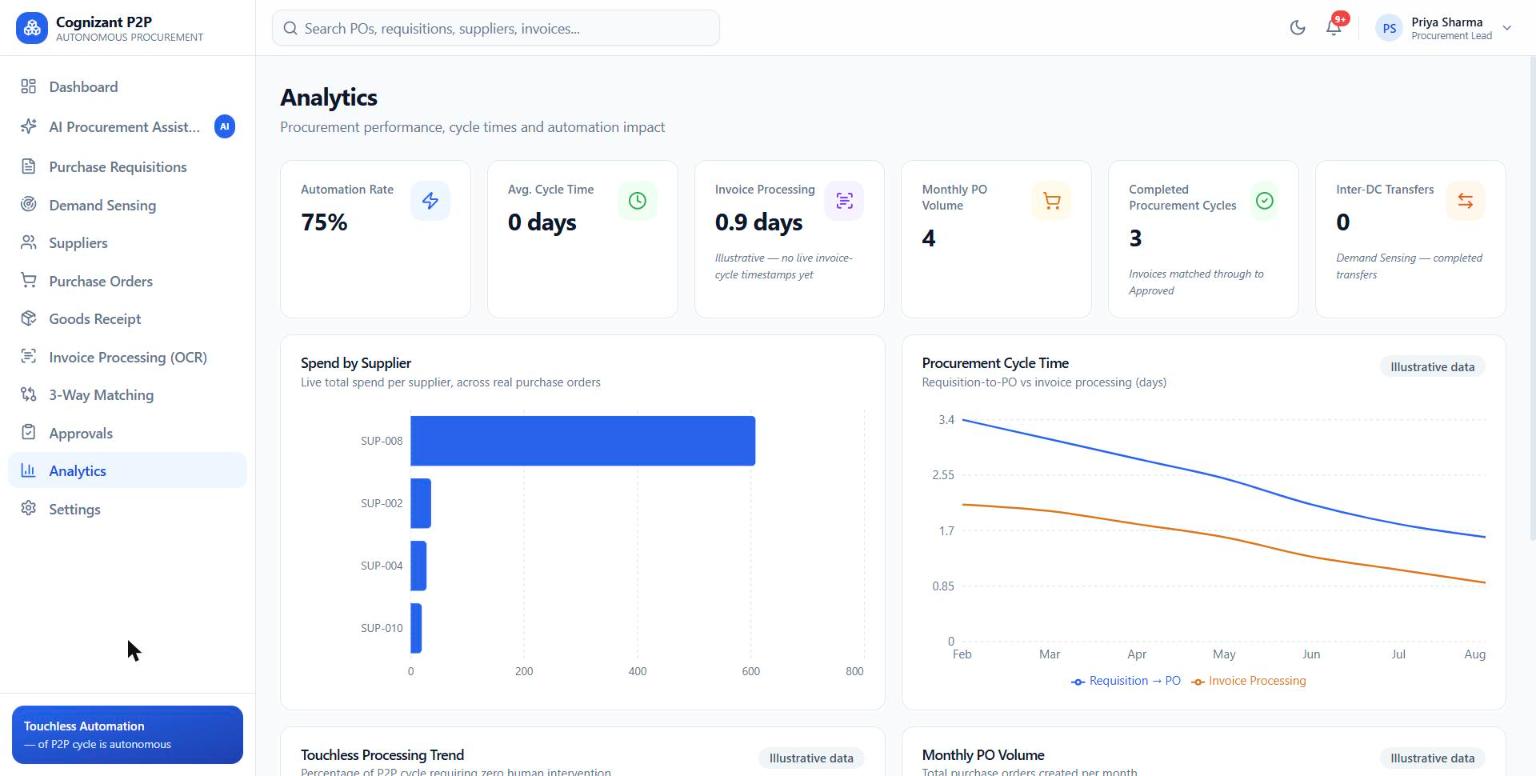 Cognizant P2P
AUTONOMOUS PROCUREMENT
Search POs, requisitions, suppliers, invoices...
9+
PS
Priya Sharma
Procurement Lead
Dashboard
AI Procurement Assist...
AI
Purchase Requisitions
Demand Sensing
Suppliers
Purchase Orders
Goods Receipt
Invoice Processing (OCR)
3-Way Matching
Approvals
Analytics
Settings
Touchless Automation
— of P2P cycle is autonomous
Analytics
Procurement performance, cycle times and automation impact
Automation Rate
75%
Avg. Cycle Time
0 days
Invoice Processing
0.9 days
Illustrative — no live invoice-
cycle timestamps yet
Monthly PO
Volume
4
Completed
Procurement Cycles
3
Invoices matched through to
Approved
Inter-DC Transfers
0
Demand Sensing — completed
transfers
Spend by Supplier
Live total spend per supplier, across real purchase orders
SUP-008
SUP-002
SUP-004
SUP-010
0 200 400 600 800
Procurement Cycle Time
Requisition-to-PO vs invoice processing (days)
Illustrative data
3.4
2.55
1.7
0.85
0
Feb Mar Apr May Jun Jul Aug
Requisition → PO Invoice Processing
Touchless Processing Trend
Percentage of P2P cycle requiring zero human intervention
Illustrative data
Monthly PO Volume
Total purchase orders created per month
Illustrative data